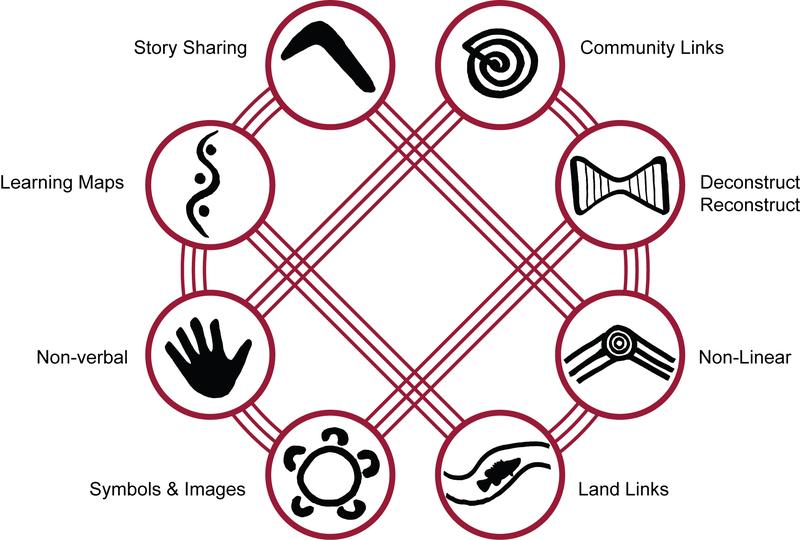 Story Sharing
Community Links
Learning Maps
Deconstruct
Reconstruct
Non-verbal
Non-Linear
Symbols & Images
Land Links